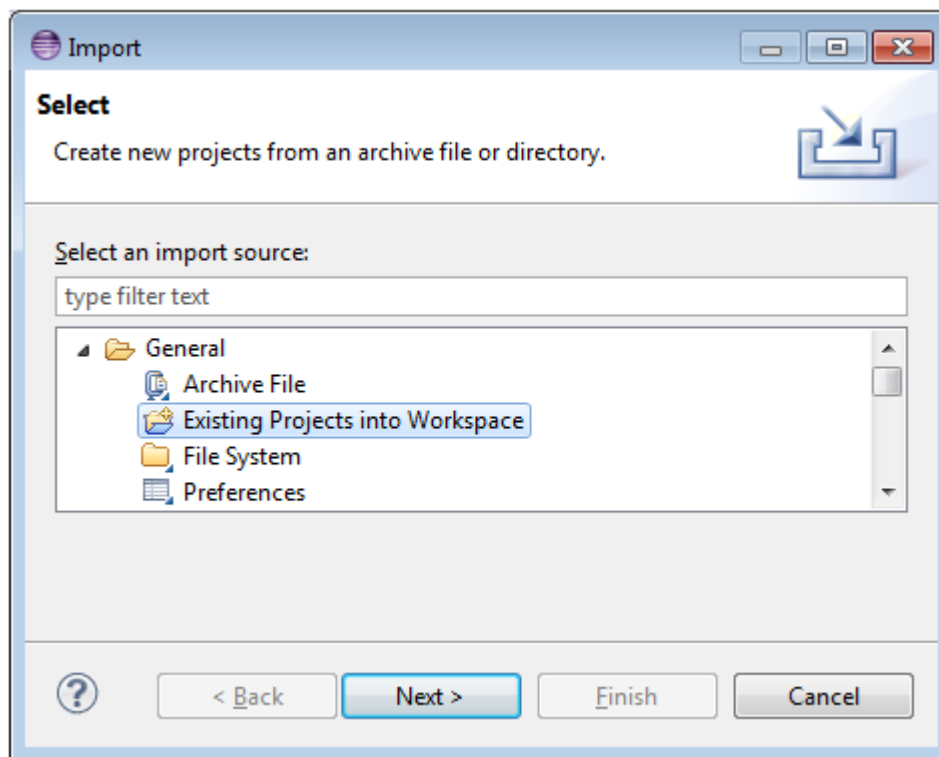 Import
Select
Create new projects from an archive file or directory.
Select an import source:
type filter text
General
Archive File
Existing Projects into Workspace
File System
Preferences
?
< Back
Next >
Finish
Cancel